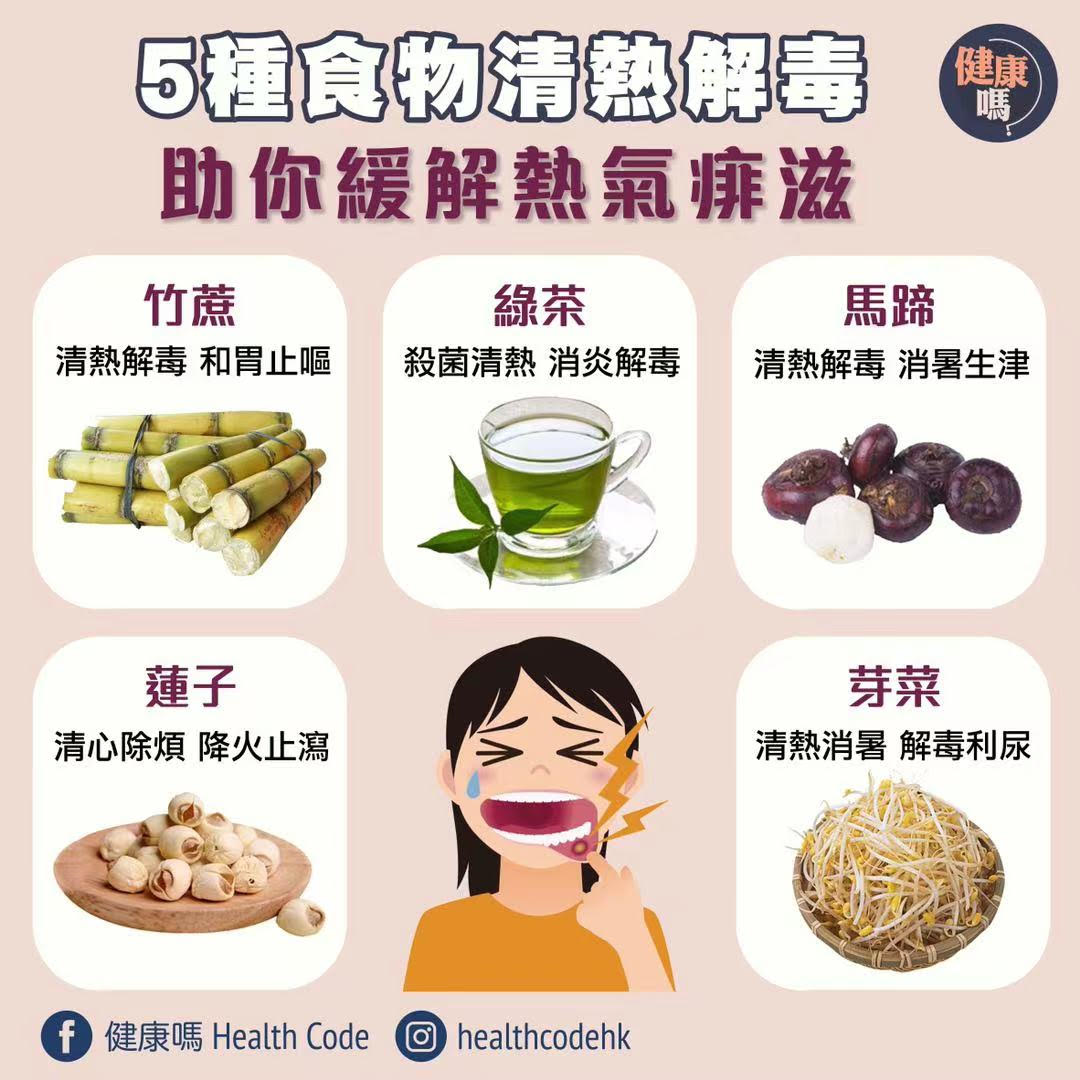 5種食物清熱解毒
健康
嗎
助你緩解熱氣痱滋
竹蔗
清熱解毒 和胃止嘔
綠茶
殺菌清熱 消炎解毒
馬蹄
清熱解毒 消暑生津
蓮子
清心除煩 降火止瀉
芽菜
清熱消暑 解毒利尿
健康嗎 Health Code
healthcodehk